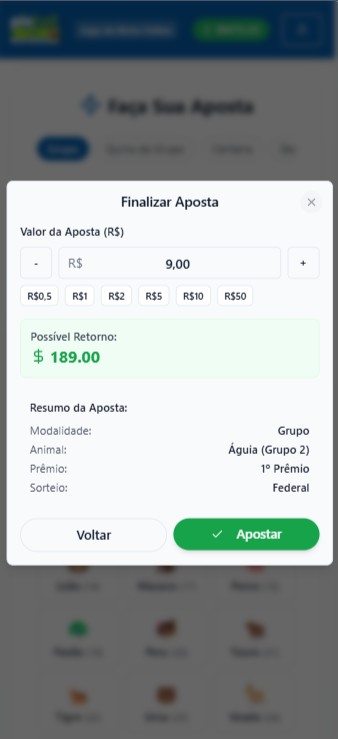 Faça Sua Aposta
Finalizar Aposta
Valor da Aposta (R$)
- R$ 9,00 +
R$0,5 R$1 R$2 R$5 R$10 R$50
Possível Retorno:
$ 189.00
Resumo da Aposta:
Modalidade: Grupo
Animal: Águia (Grupo 2)
Prêmio: 1º Prêmio
Sorteio: Federal
Voltar Apostar